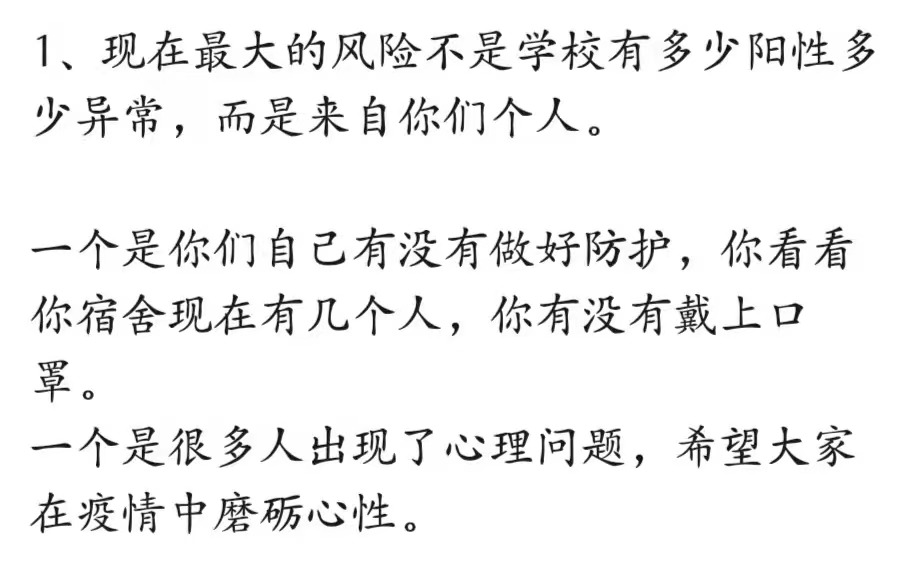 1、现在最大的风险不是学校有多少阳性多
少异常，而是来自你们个人。
一个是你们自己有没有做好防护，你看看
你宿舍现在有几个人，你有没有戴上口
罩。
一个是很多人出现了心理问题，希望大家
在疫情中磨砺心性。